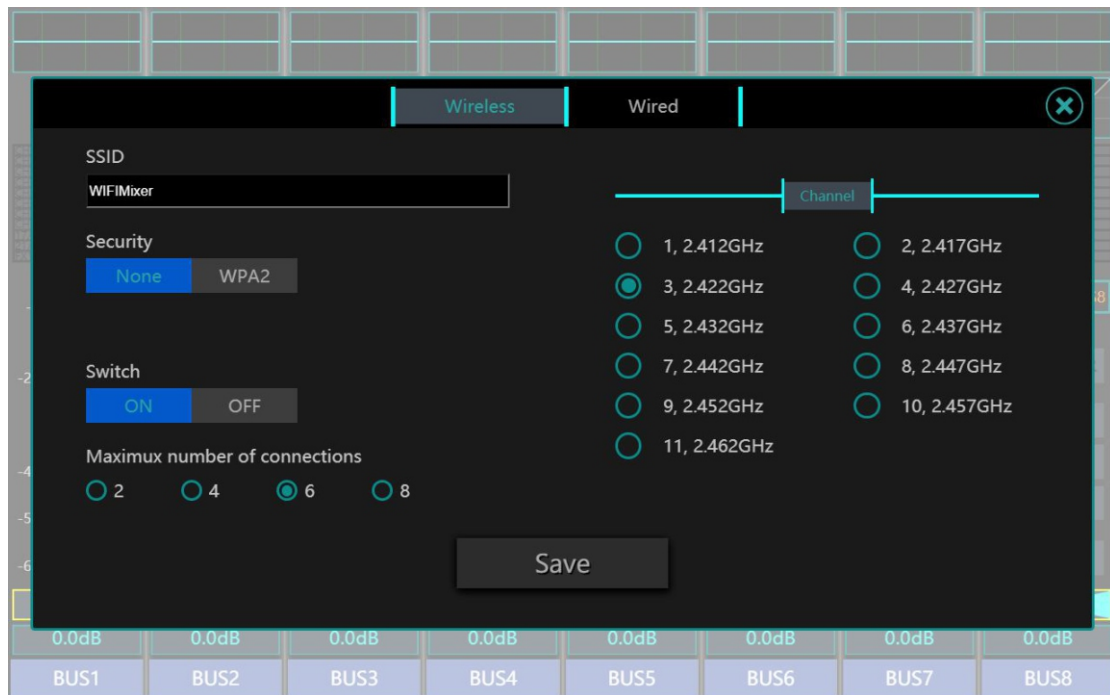 Wireless Wired
SSID
WIFIMixer
Security
None WPA2
Switch
ON OFF
Maximux number of connections
2 4 6 8
Channel
1, 2.412GHz 2, 2.417GHz
3, 2.422GHz 4, 2.427GHz
5, 2.432GHz 6, 2.437GHz
7, 2.442GHz 8, 2.447GHz
9, 2.452GHz 10, 2.457GHz
11, 2.462GHz
Save
0.0dB 0.0dB 0.0dB 0.0dB 0.0dB 0.0dB 0.0dB 0.0dB
BUS1 BUS2 BUS3 BUS4 BUS5 BUS6 BUS7 BUS8